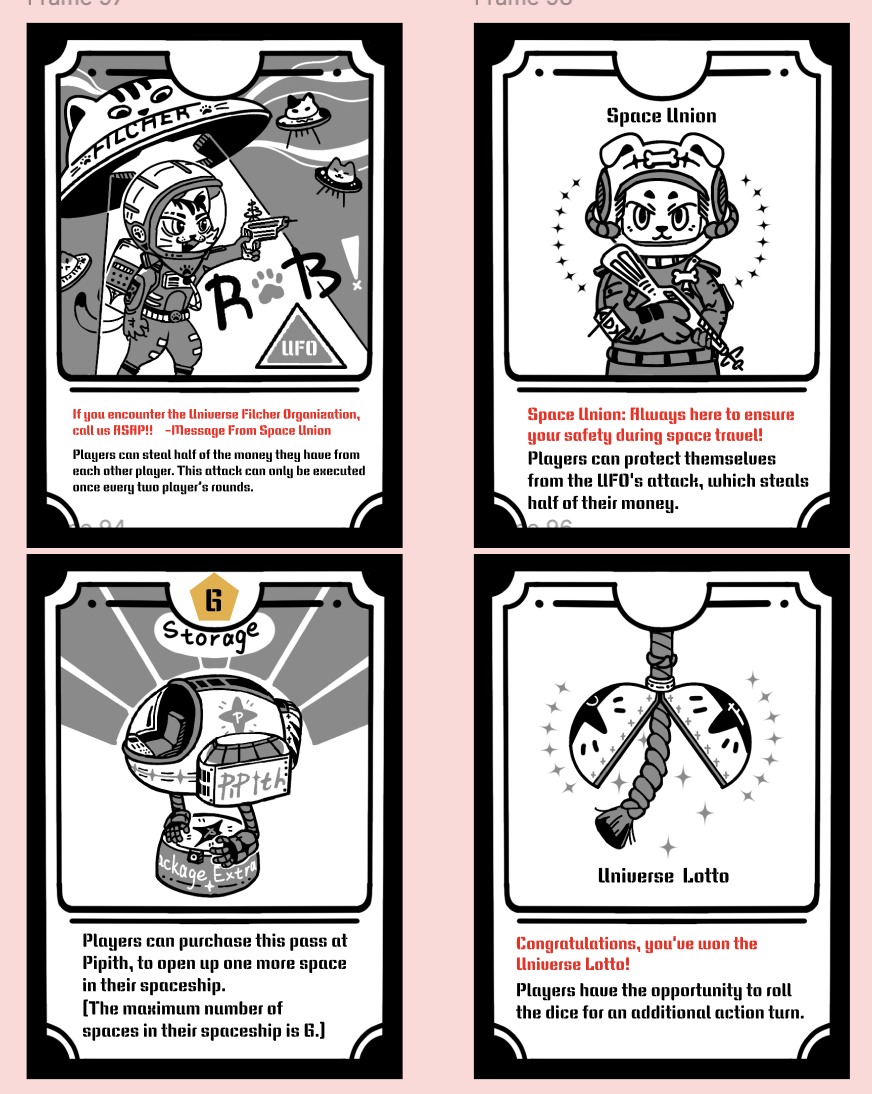 Frame 97
Frame 98
FILCHER
ROB!
UFO
If you encounter the Universe Filcher Organization,
call us ASAP!! -Message From Space Union
Players can steal half of the money they have from
each other player. This attack can only be executed
once every two player's rounds.
Space Union
Space Union: Always here to ensure
your safety during space travel!
Players can protect themselves
from the UFO's attack, which steals
half of their money.
94
96
6
Storage
P
PiPith
Package Extra
Players can purchase this pass at
Pipith, to open up one more space
in their spaceship.
[The maximum number of
spaces in their spaceship is 6.]
Universe Lotto
Congratulations, you've won the
Universe Lotto!
Players have the opportunity to roll
the dice for an additional action turn.